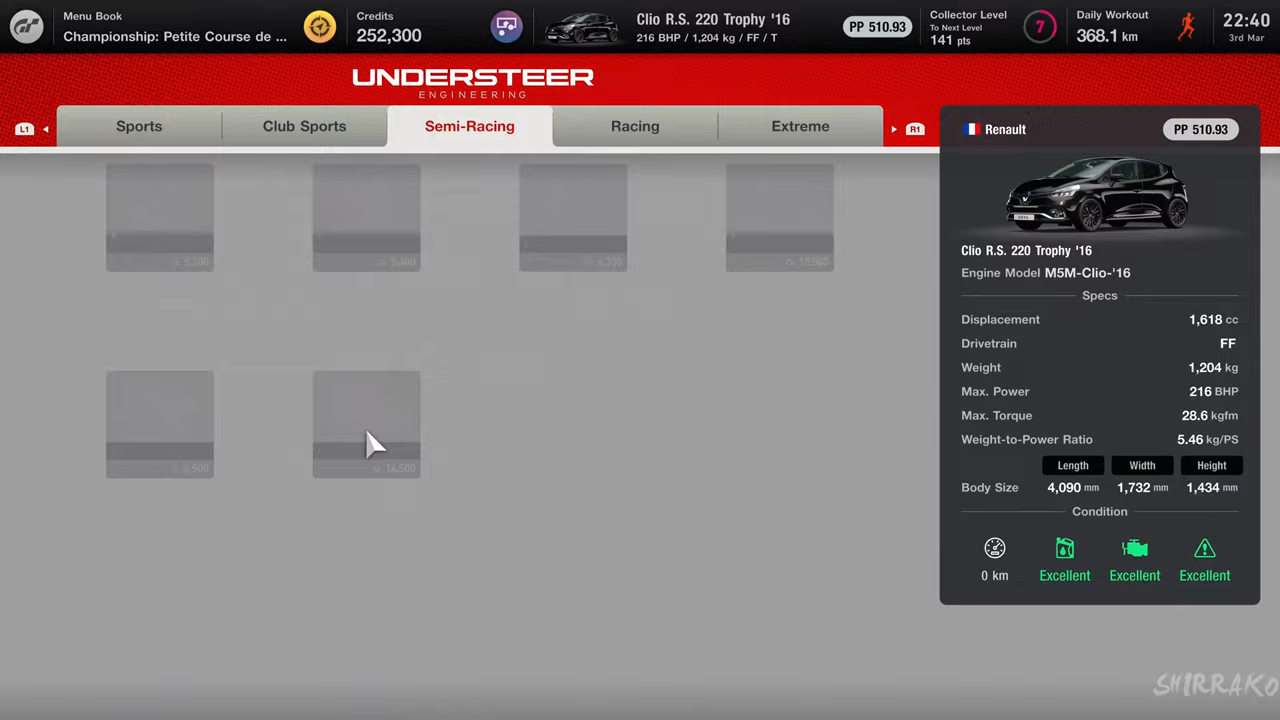 Menu Book
Championship: Petite Course de ...
Credits
252,300
Clio R.S. 220 Trophy '16
216 BHP / 1,204 kg / FF / T
PP 510.93
Collector Level
To Next Level
141 pts
7
Daily Workout
368.1 km
22:40
3rd Mar
UNDERSTEER
ENGINEERING
L1
Sports
Club Sports
Semi-Racing
Racing
Extreme
R1
Renault
PP 510.93
Clio R.S. 220 Trophy '16
Engine Model M5M-Clio-'16
Specs
Displacement 1,618 cc
Drivetrain FF
Weight 1,204 kg
Max. Power 216 BHP
Max. Torque 28.6 kgfm
Weight-to-Power Ratio 5.46 kg/PS
Length Width Height
Body Size 4,090 mm 1,732 mm 1,434 mm
Condition
0 km Excellent Excellent Excellent
14,500
SHIRRAKO